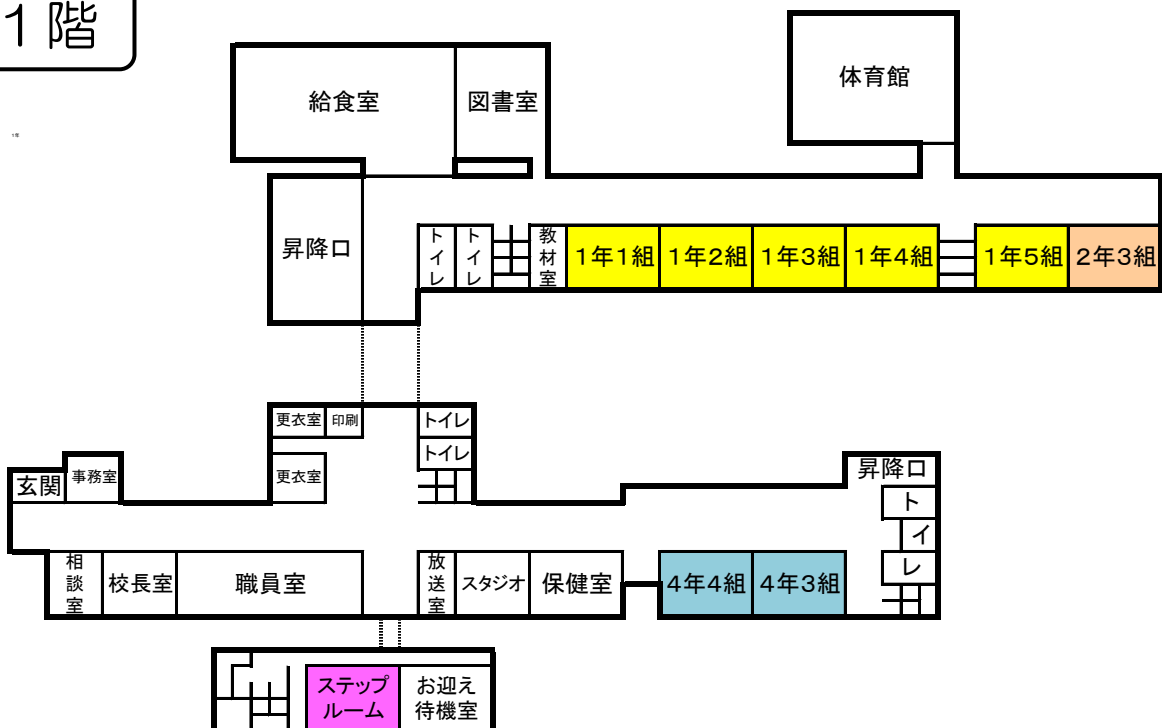 1階
体育館
給食室
図書室
1年
昇降口
トイレ
トイレ
教材室
1年1組
1年2組
1年3組
1年4組
1年5組
2年3組
更衣室
印刷
トイレ
トイレ
更衣室
玄関
事務室
昇降口
トイレ
相談室
校長室
職員室
放送室
スタジオ
保健室
4年4組
4年3組
ステップ
ルーム
お迎え
待機室